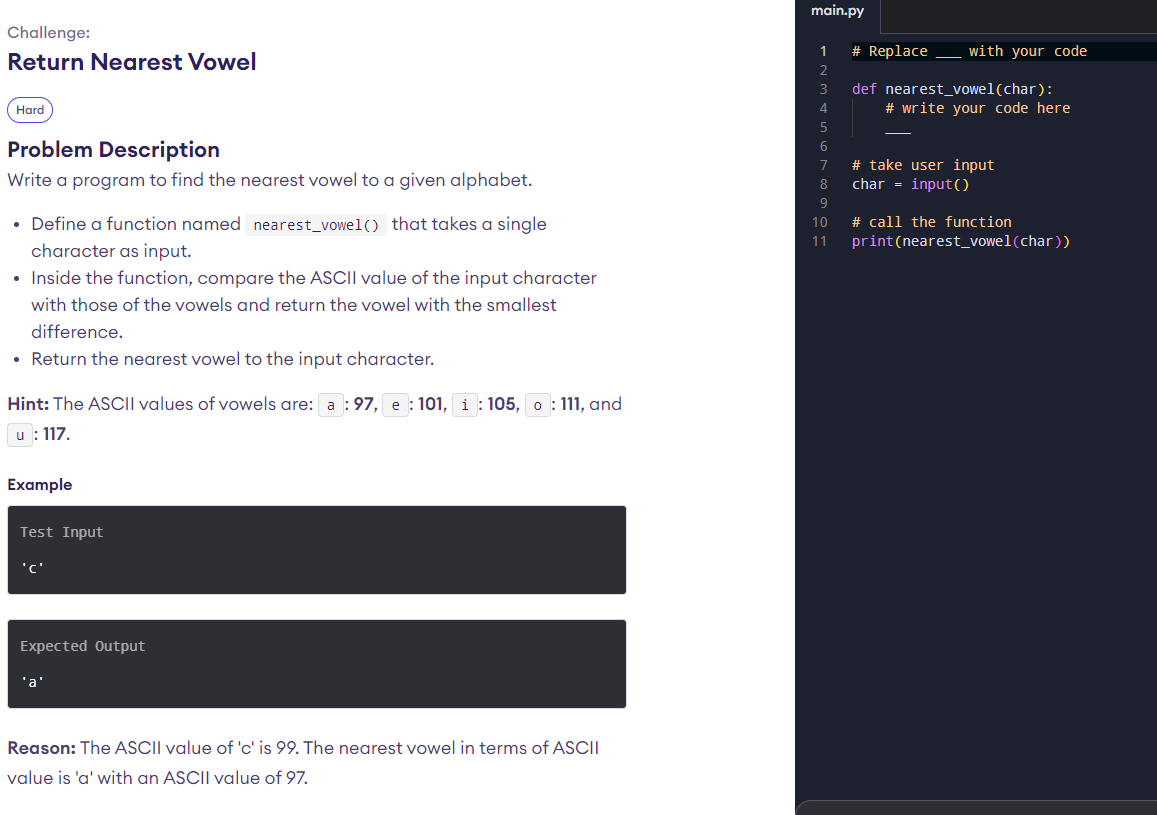 Challenge:
Return Nearest Vowel
Hard
Problem Description
Write a program to find the nearest vowel to a given alphabet.
• Define a function named nearest_vowel() that takes a single
character as input.
• Inside the function, compare the ASCII value of the input character
with those of the vowels and return the vowel with the smallest
difference.
• Return the nearest vowel to the input character.
Hint: The ASCII values of vowels are: a : 97, e : 101, i : 105, o : 111, and
u : 117.
Example
Test Input
'c'
Expected Output
'a'
Reason: The ASCII value of 'c' is 99. The nearest vowel in terms of ASCII
value is 'a' with an ASCII value of 97.
main.py
1 # Replace ___ with your code
2
3 def nearest_vowel(char):
4     # write your code here
5     ___
6
7 # take user input
8 char = input()
9
10 # call the function
11 print(nearest_vowel(char))